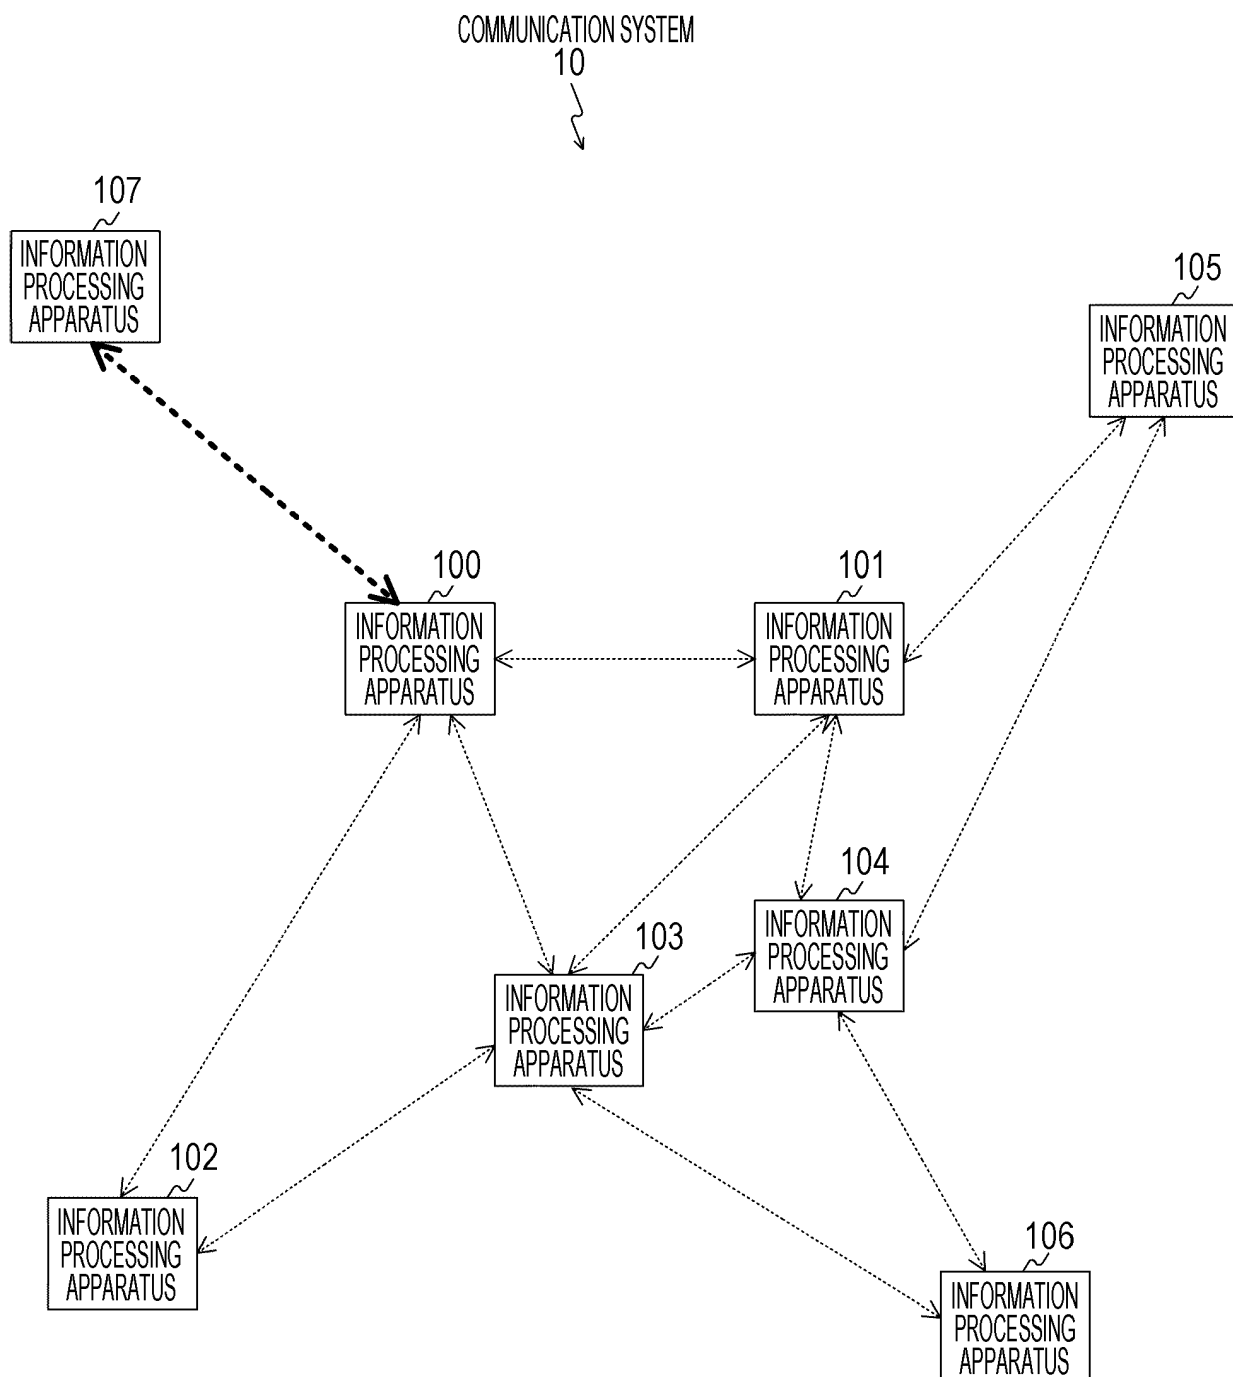 COMMUNICATION SYSTEM
10
107
INFORMATION
PROCESSING
APPARATUS
105
INFORMATION
PROCESSING
APPARATUS
100
INFORMATION
PROCESSING
APPARATUS
101
INFORMATION
PROCESSING
APPARATUS
104
INFORMATION
PROCESSING
APPARATUS
103
INFORMATION
PROCESSING
APPARATUS
102
INFORMATION
PROCESSING
APPARATUS
106
INFORMATION
PROCESSING
APPARATUS